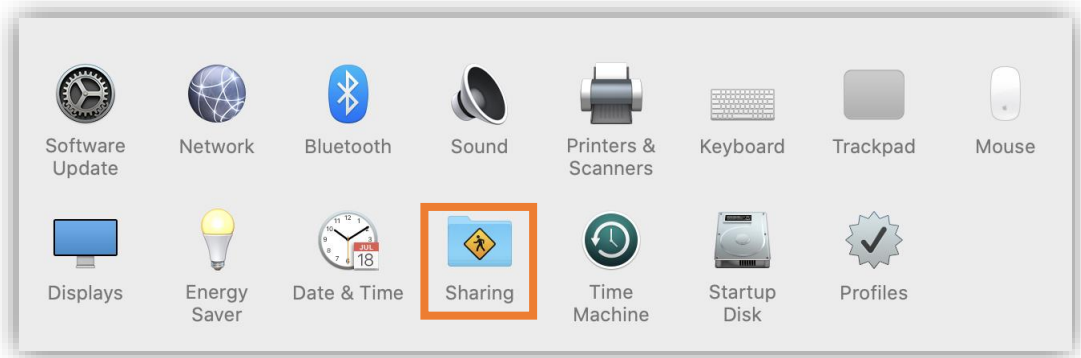 Software
Update
Network
Bluetooth
Sound
Printers &
Scanners
Keyboard
Trackpad
Mouse
Displays
Energy
Saver
JUL
18
Date & Time
Sharing
Time
Machine
Startup
Disk
Profiles